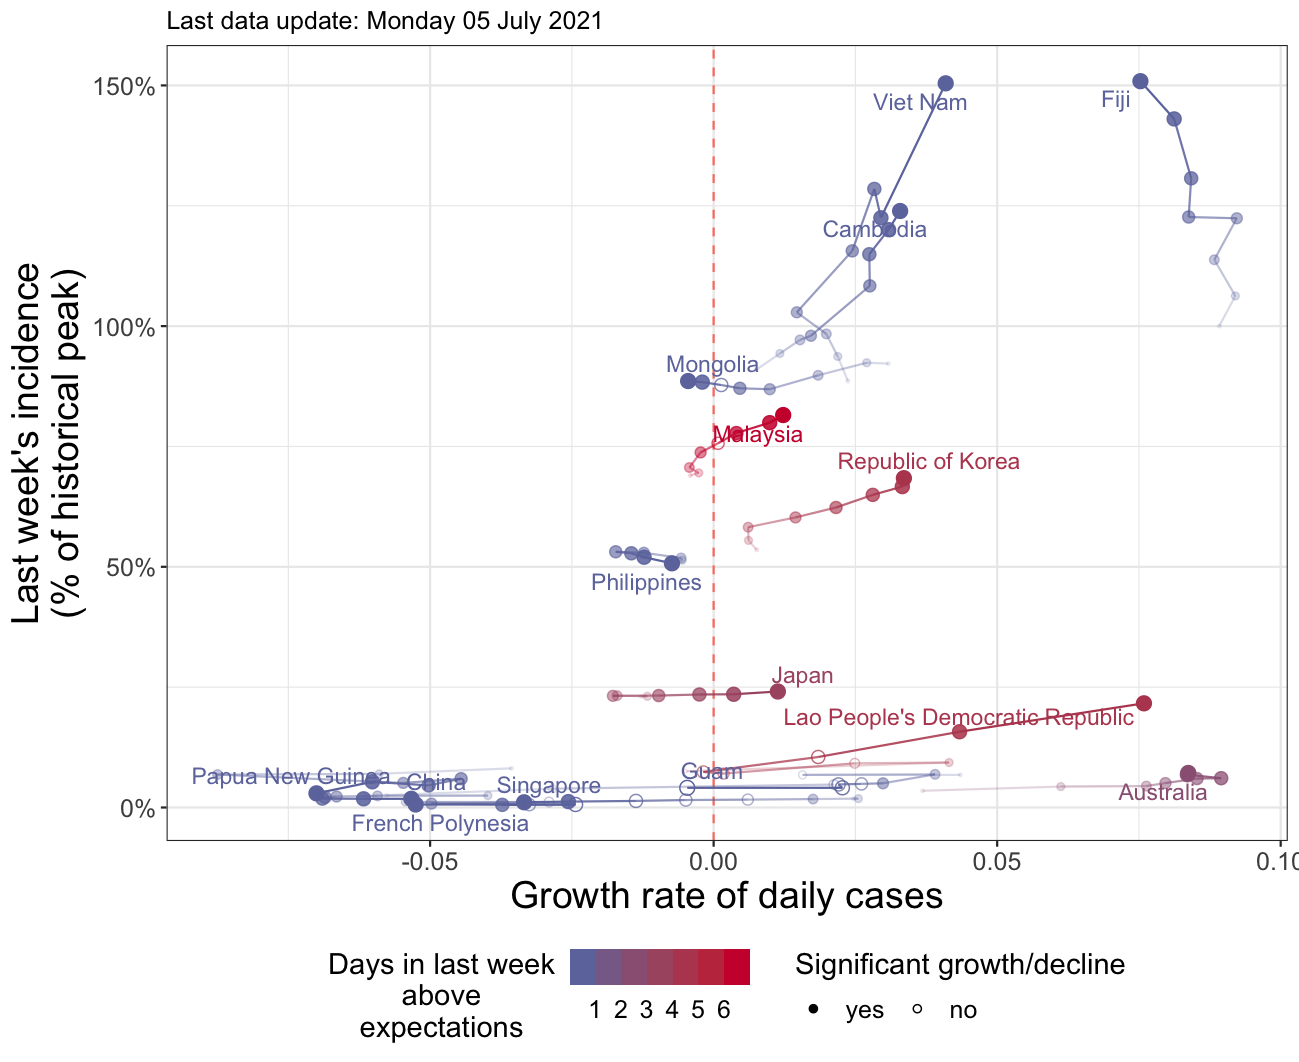 Last data update: Monday 05 July 2021
150%
100%
50%
0%
Last week's incidence
(% of historical peak)
Viet Nam
Fiji
Cambodia
Mongolia
Malaysia
Republic of Korea
Philippines
Japan
Lao People's Democratic Republic
Papua New Guinea
China
Guam
Singapore
Australia
French Polynesia
-0.05
0.00
0.05
0.10
Growth rate of daily cases
Days in last week
above
expectations
1 2 3 4 5 6
Significant growth/decline
yes
no